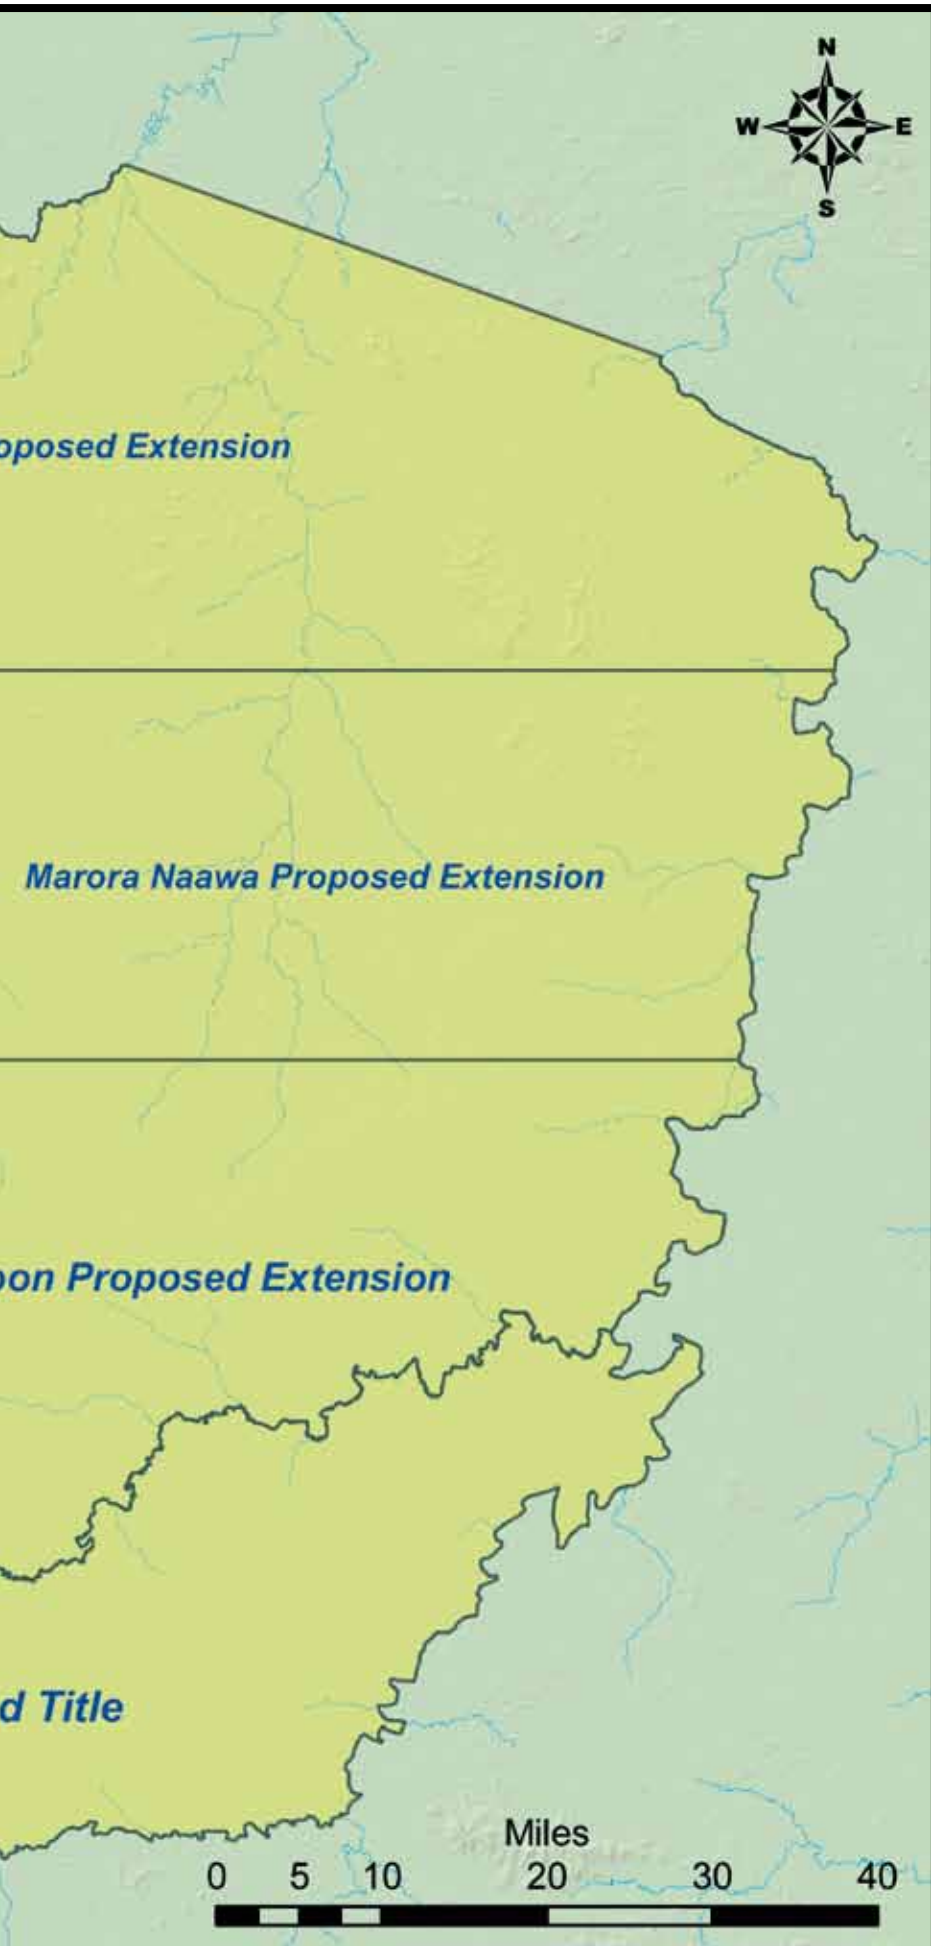 N
W E
S
oposed Extension
Marora Naawa Proposed Extension
oon Proposed Extension
d Title
Miles
0 5 10 20 30 40